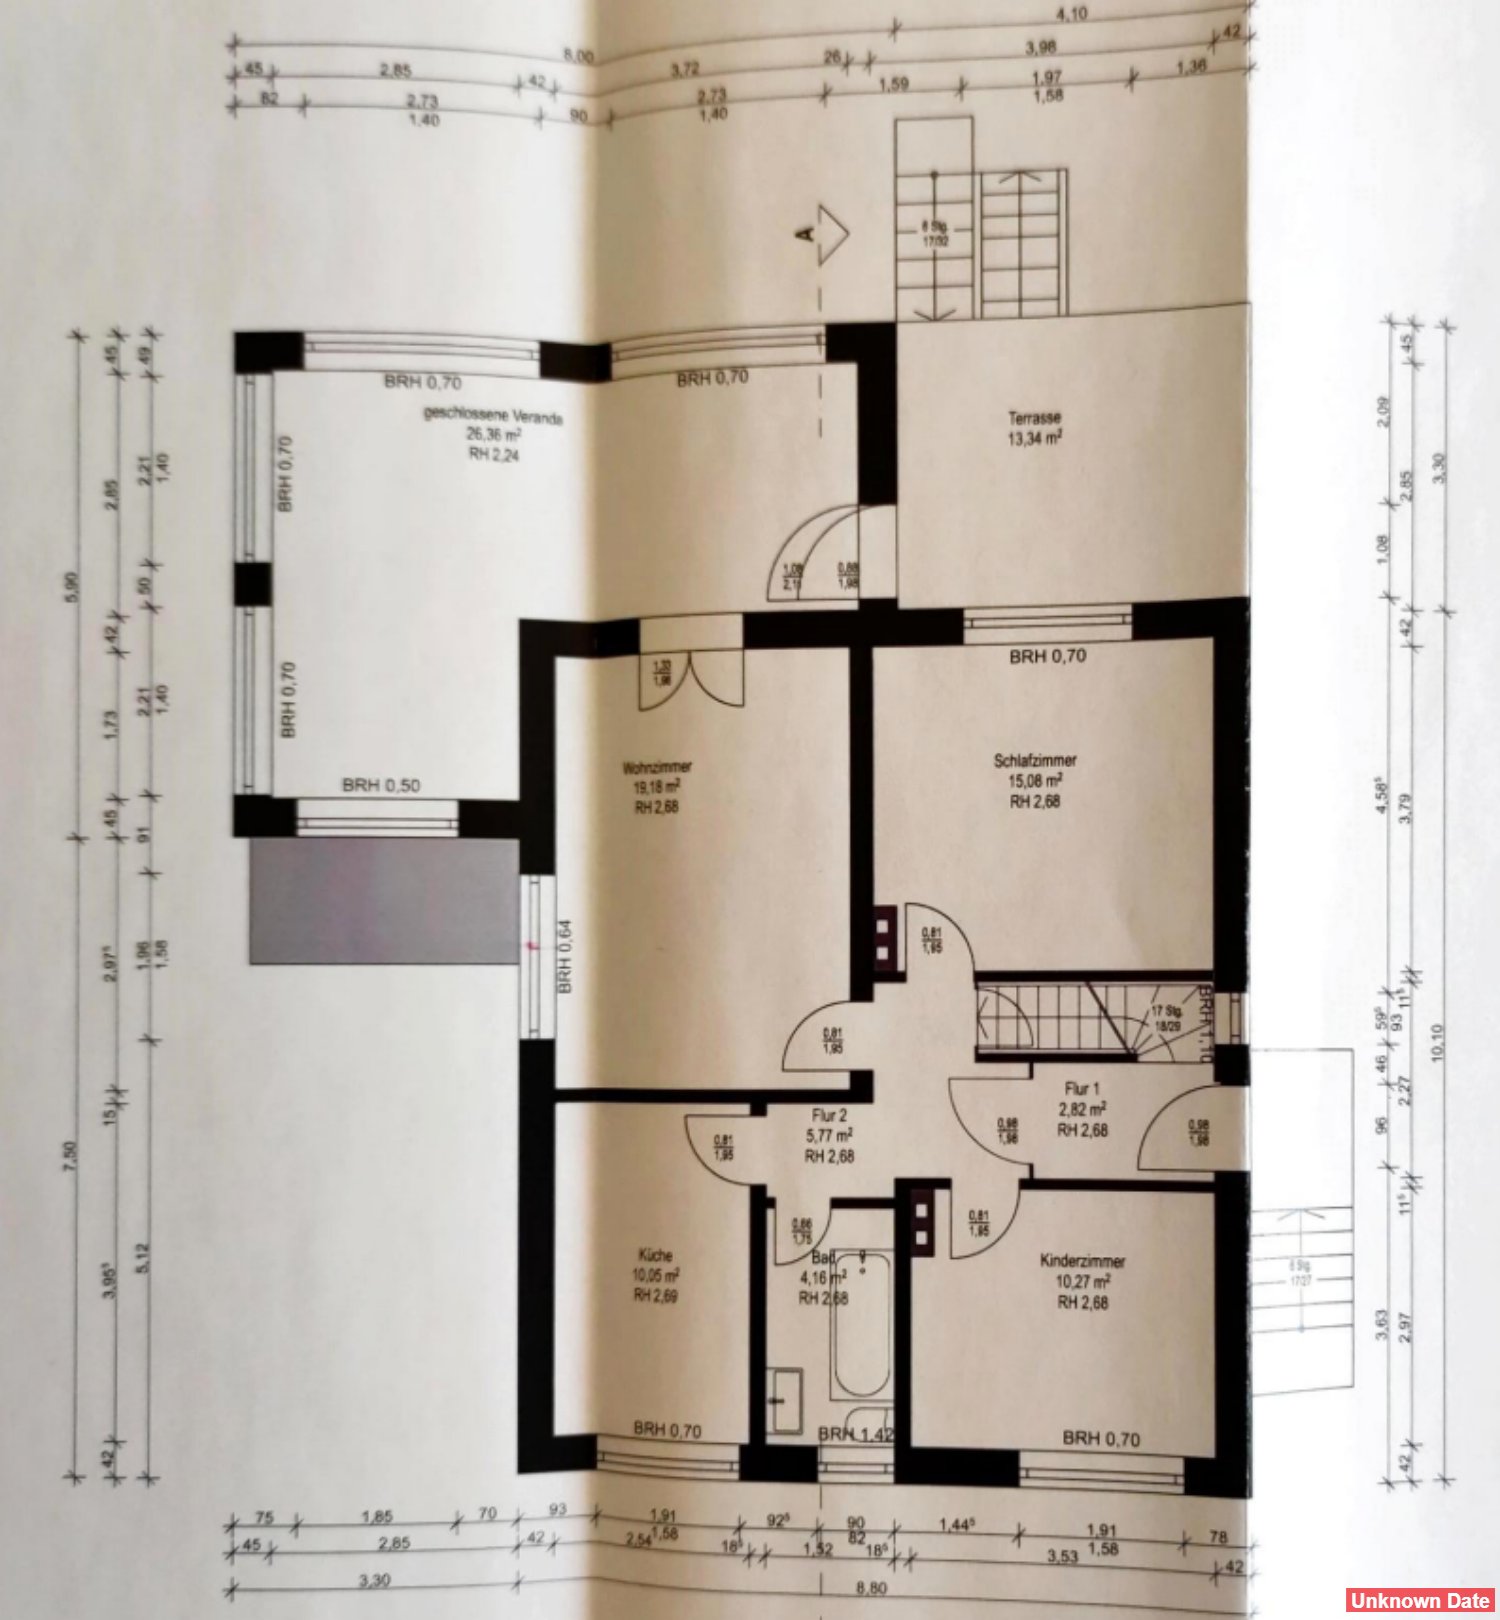 4,10
8,00
3,98
42
45
2,85
42
3,72
26
1,59
1,97
1,58
1,36
82
2,73
1,40
90
2,73
1,40
A
8 Stg.
17/32
BRH 0,70
BRH 0,70
geschlossene Veranda
26,36 m²
RH 2,24
Terrasse
13,34 m²
BRH 0,70
BRH 0,70
0,88
1,98
BRH 0,50
BRH 0,70
1,33
1,98
Wohnzimmer
19,18 m²
RH 2,68
Schlafzimmer
15,08 m²
RH 2,68
BRH 0,64
0,81
1,95
0,81
1,95
17 Stg.
18/29
BRH 1,10
Flur 1
2,82 m²
RH 2,68
Flur 2
5,77 m²
RH 2,68
0,98
1,98
0,98
1,98
0,81
1,95
0,81
1,95
0,66
1,75
Küche
10,05 m²
RH 2,69
Bad
4,16 m²
RH 2,68
Kinderzimmer
10,27 m²
RH 2,68
6 Stg.
17/27
BRH 0,70
BRH 1,42
BRH 0,70
5,90
7,50
45
2,85
42
1,73
45
2,97⁵
15
3,95⁵
42
49
2,21
1,40
50
2,21
1,40
91
1,96
1,58
5,12
2,09
1,08
4,58⁵
59⁵
46
96
3,63
45
2,85
42
3,79
11⁵
93
2,27
11⁵
2,97
42
3,30
10,10
75
1,85
70
93
1,91
1,58
92⁵
90
82
1,44⁵
1,91
1,58
78
45
2,85
42
2,54
18⁵
1,52
18⁵
3,53
42
3,30
8,80
Unknown Date